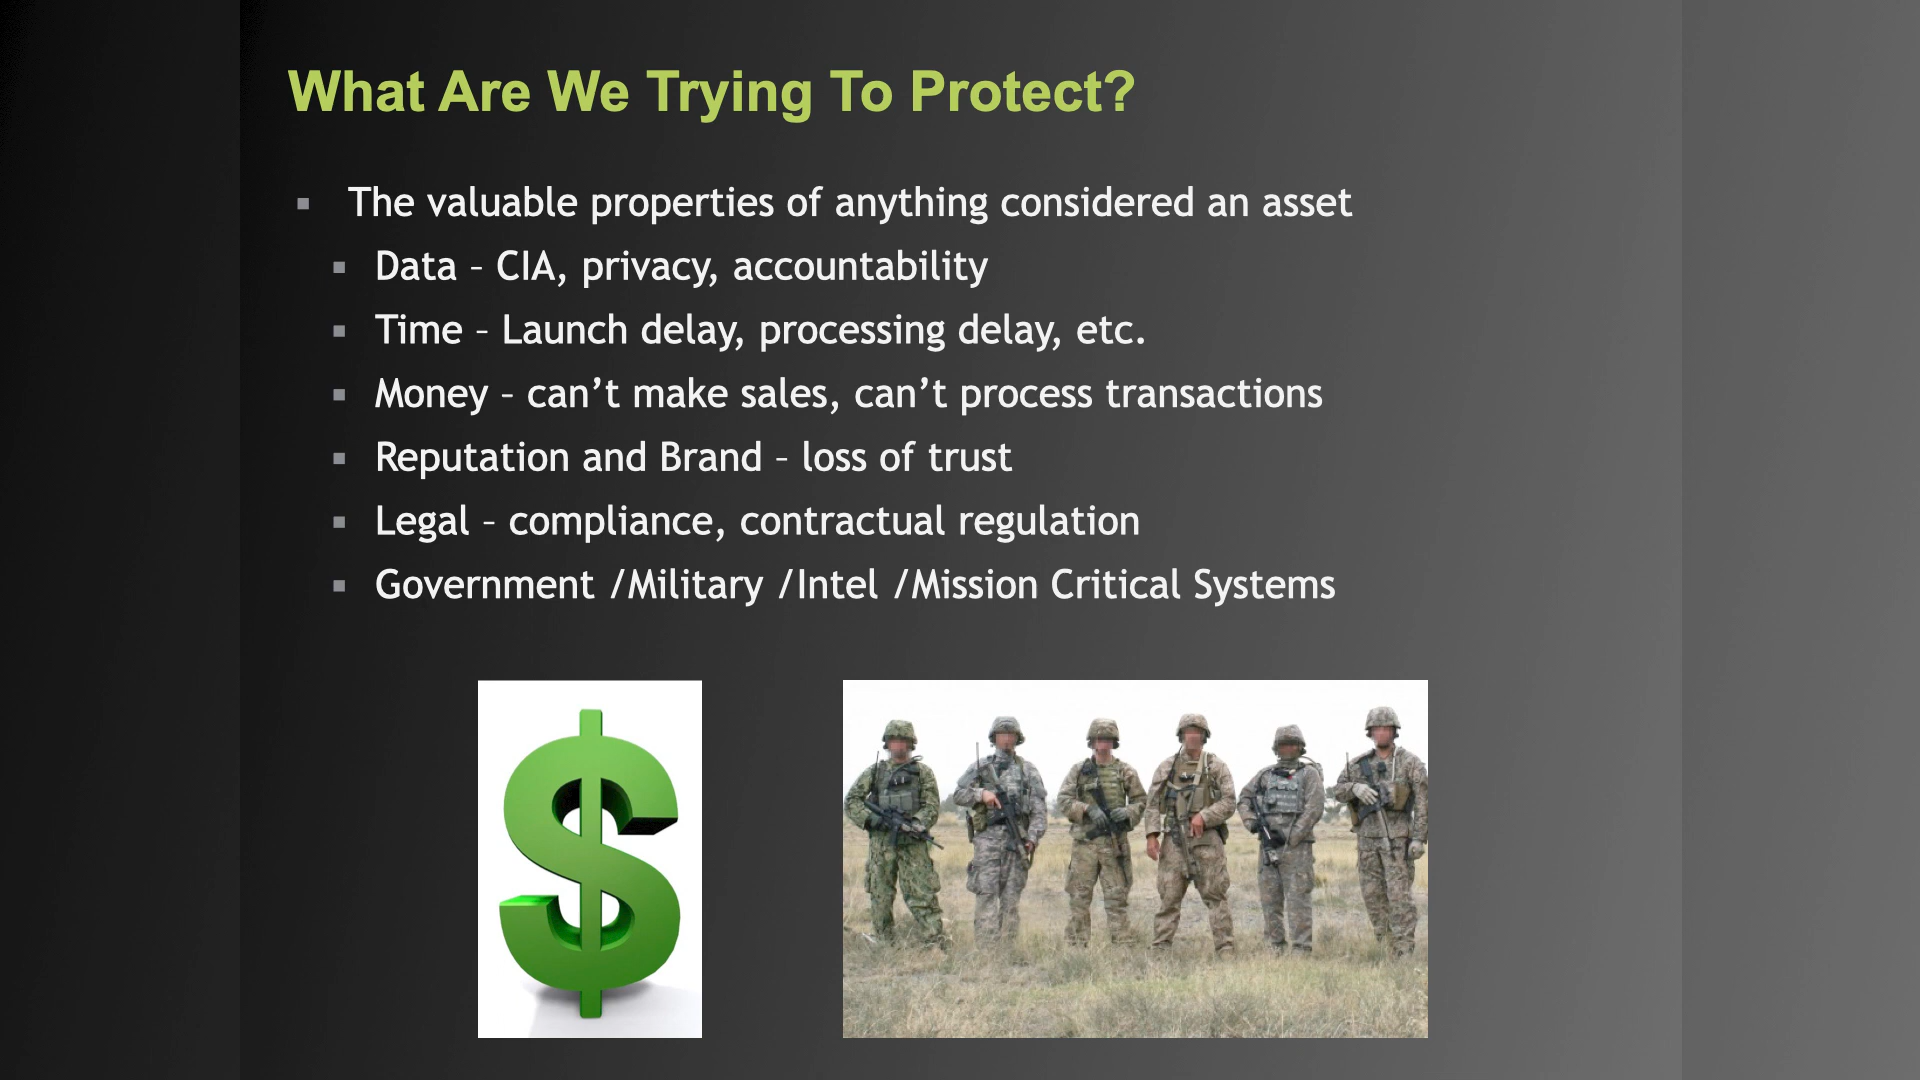 What Are We Trying To Protect?
The valuable properties of anything considered an asset
Data – CIA, privacy, accountability
Time – Launch delay, processing delay, etc.
Money – can’t make sales, can’t process transactions
Reputation and Brand – loss of trust
Legal – compliance, contractual regulation
Government /Military /Intel /Mission Critical Systems
$